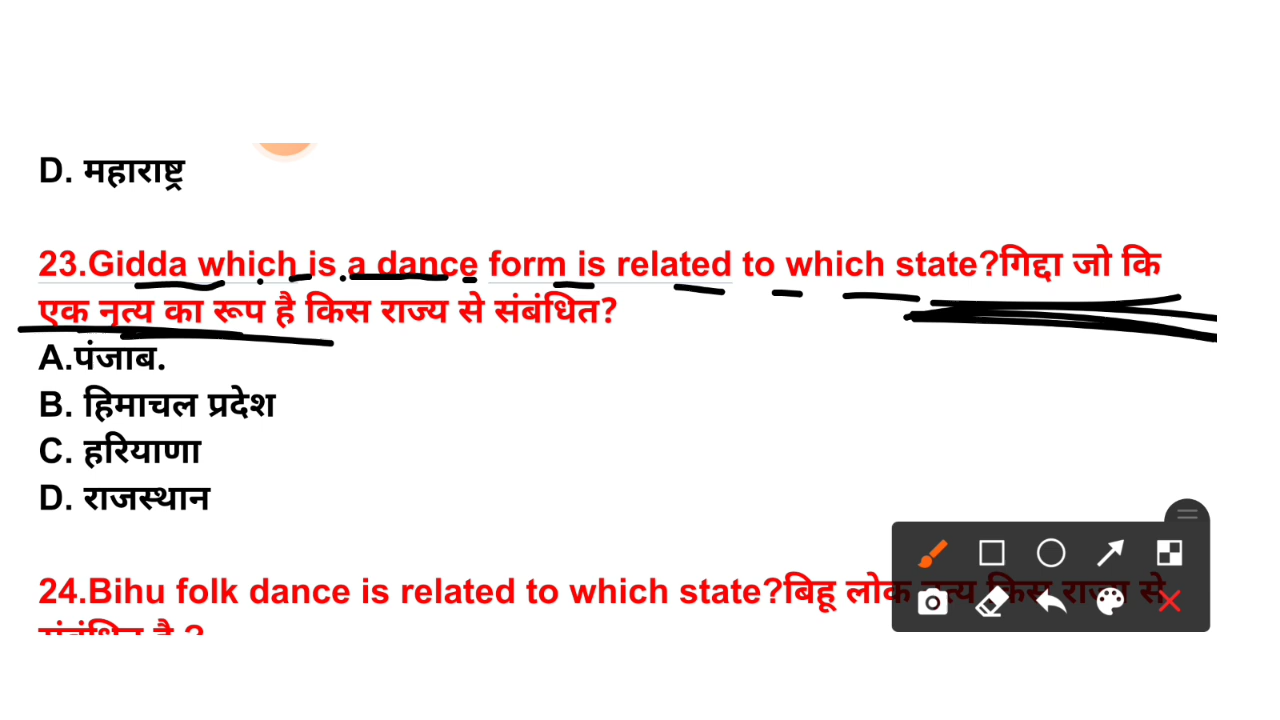 D. महाराष्ट्र
23.Gidda which is a dance form is related to which state?गिद्दा जो कि
एक नृत्य का रूप है किस राज्य से संबंधित?
A.पंजाब.
B. हिमाचल प्रदेश
C. हरियाणा
D. राजस्थान
24.Bihu folk dance is related to which state?बिहू लोक नृत्य किस राज्य से
संबंधित है ?